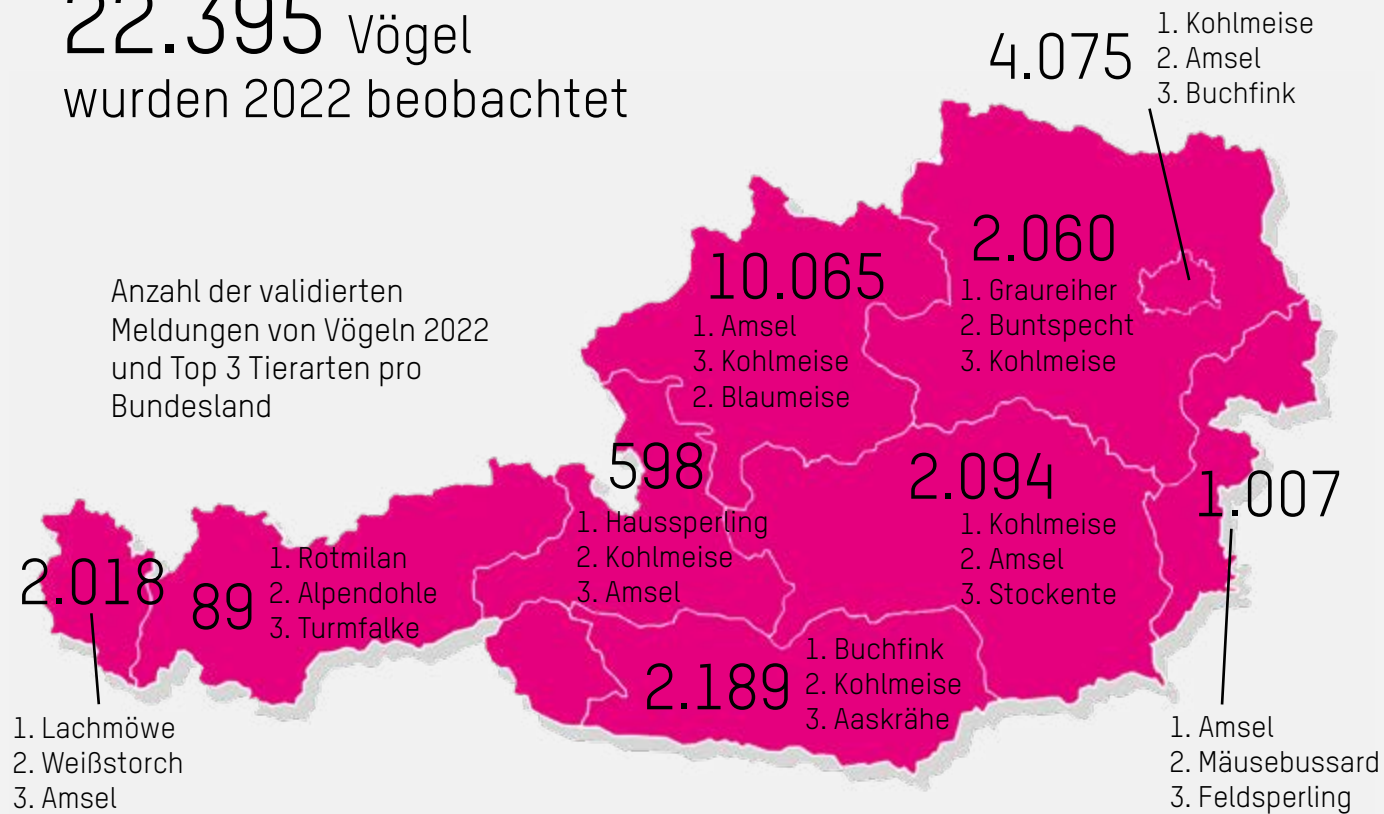 22.395 Vögel
wurden 2022 beobachtet
4.075
1. Kohlmeise
2. Amsel
3. Buchfink
Anzahl der validierten
Meldungen von Vögeln 2022
und Top 3 Tierarten pro
Bundesland
10.065
1. Amsel
3. Kohlmeise
2. Blaumeise
2.060
1. Graureiher
2. Buntspecht
3. Kohlmeise
598
1. Haussperling
2. Kohlmeise
3. Amsel
2.094
1. Kohlmeise
2. Amsel
3. Stockente
1.007
1. Amsel
2. Mäusebussard
3. Feldsperling
2.018
1. Lachmöwe
2. Weißstorch
3. Amsel
89
1. Rotmilan
2. Alpendohle
3. Turmfalke
2.189
1. Buchfink
2. Kohlmeise
3. Aaskrähe